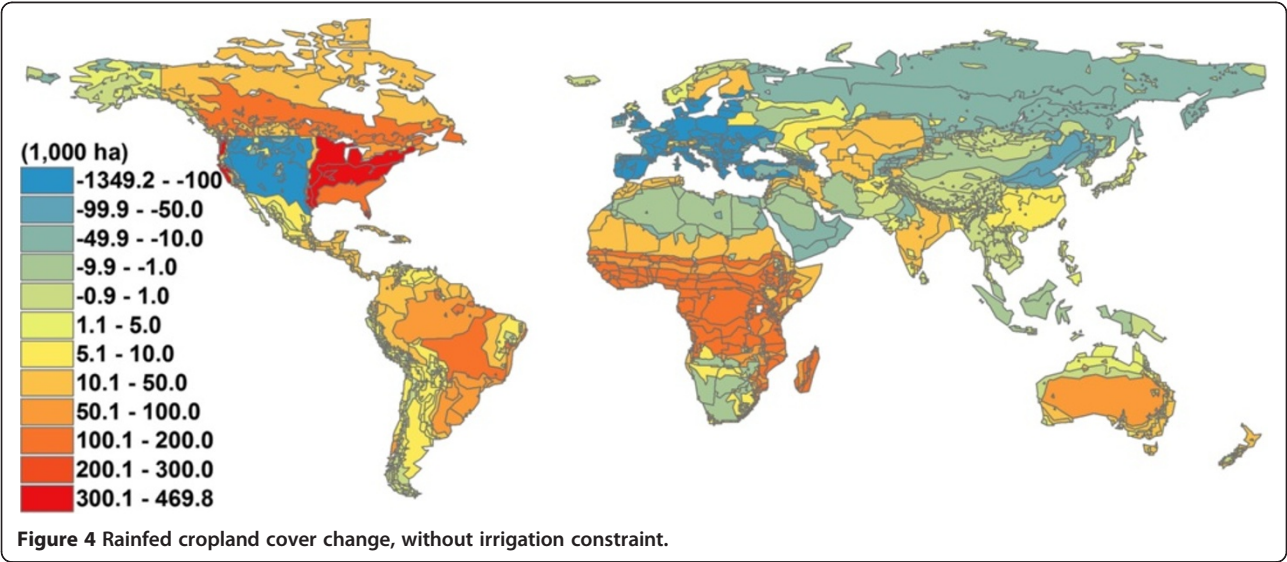 (1,000 ha)
-1349.2 - -100
-99.9 - -50.0
-49.9 - -10.0
-9.9 - -1.0
-0.9 - 1.0
1.1 - 5.0
5.1 - 10.0
10.1 - 50.0
50.1 - 100.0
100.1 - 200.0
200.1 - 300.0
300.1 - 469.8
Figure 4 Rainfed cropland cover change, without irrigation constraint.